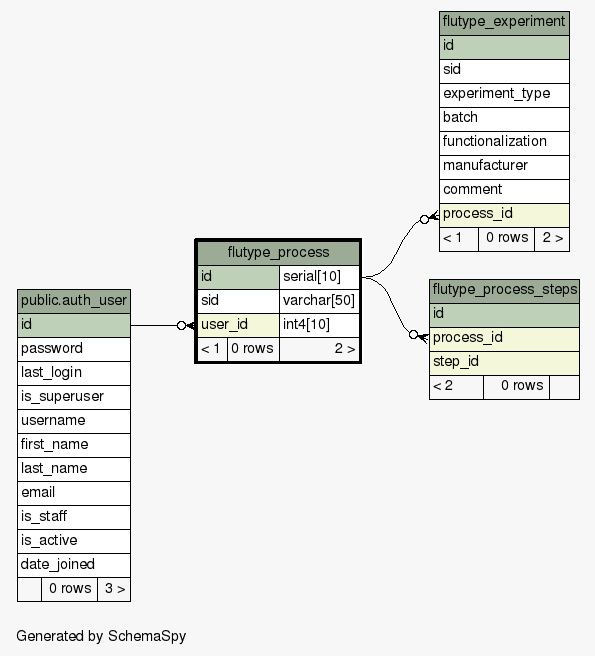 flutype_experiment
id
sid
experiment_type
batch
functionalization
manufacturer
comment
process_id
< 1 0 rows 2 >
flutype_process
id serial[10]
sid varchar[50]
user_id int4[10]
< 1 0 rows 2 >
flutype_process_steps
id
process_id
step_id
< 2 0 rows
public.auth_user
id
password
last_login
is_superuser
username
first_name
last_name
email
is_staff
is_active
date_joined
0 rows 3 >
Generated by SchemaSpy